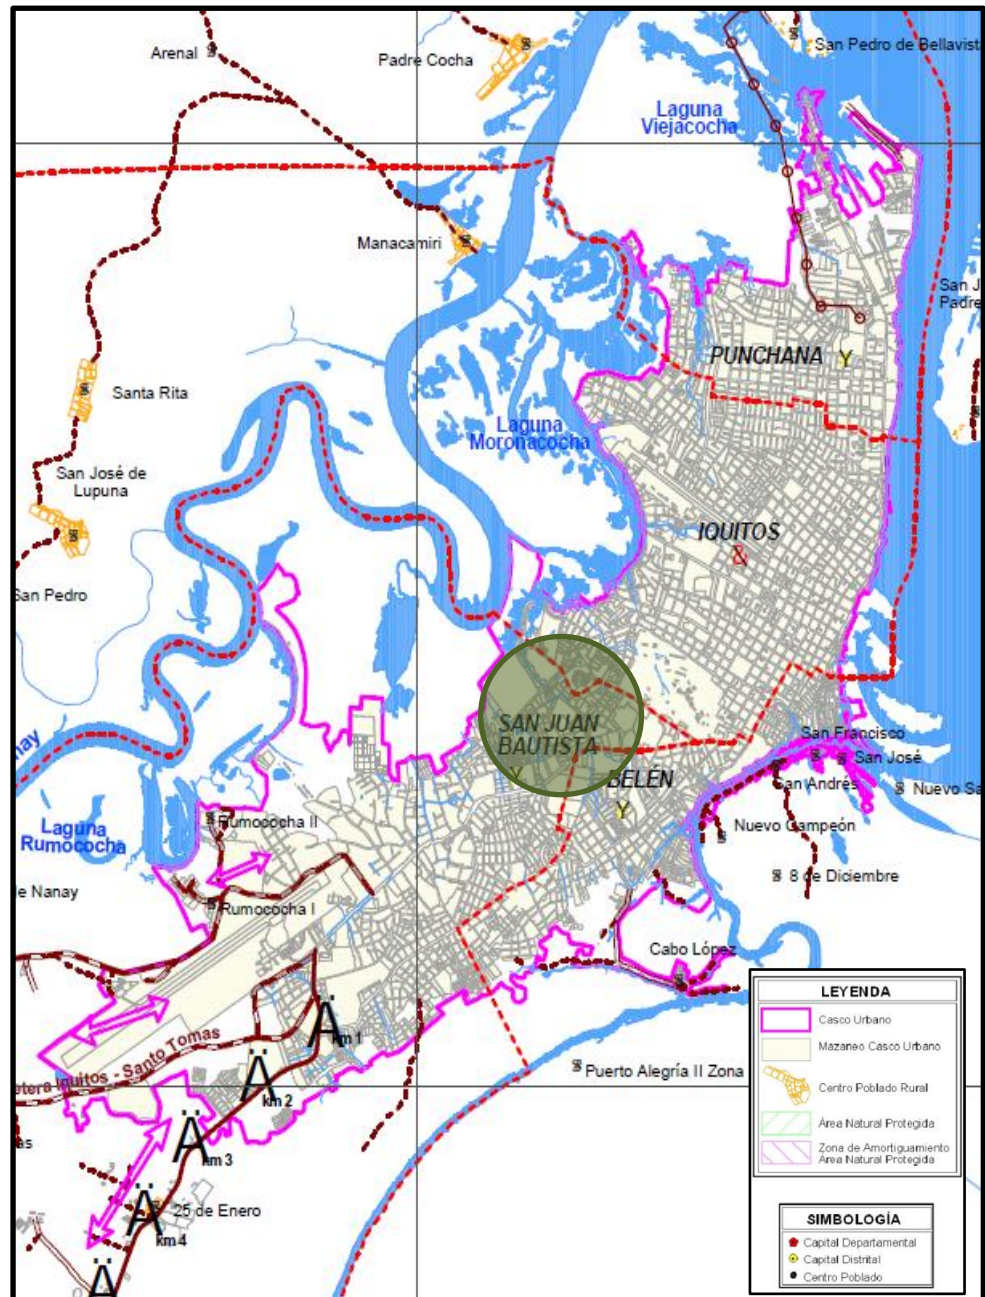 Arenal
Padre Cocha
San Pedro de Bellavist
Laguna
Viejacocha
Manacamiri
San J
Padre
PUNCHANA
Y
Santa Rita
Laguna
Moronacocha
San José de
Lupuna
IQUITOS
&
San Pedro
SAN JUAN
BAUTISTA
San Francisco
San José
BELÉN
San Andrés
Nuevo Sa
Y
Laguna
Rumococha
Rumococha II
Nuevo Campeón
8 de Diciembre
de Nanay
Rumococha I
Cabo López
LEYENDA
Casco Urbano
Mazaneo Casco Urbano
Centro Poblado Rural
Área Natural Protegida
Zona de Amortiguamiento
Área Natural Protegida
etera Iquitos - Santo Tomas
Ä
km 1
Ä
km 2
Puerto Alegría II Zona
Ä
km 3
as
25 de Enero
Ä
km 4
Ä
SIMBOLOGÍA
Capital Departamental
Capital Distrital
Centro Poblado